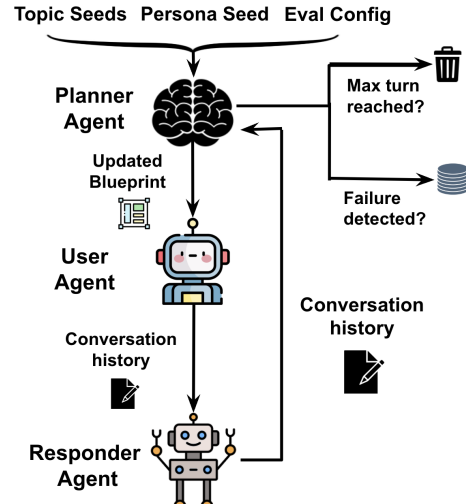 Topic Seeds Persona Seed Eval Config
Planner
Agent
Max turn
reached?
Updated
Blueprint
Failure
detected?
User
Agent
Conversation
history
Conversation
history
Responder
Agent